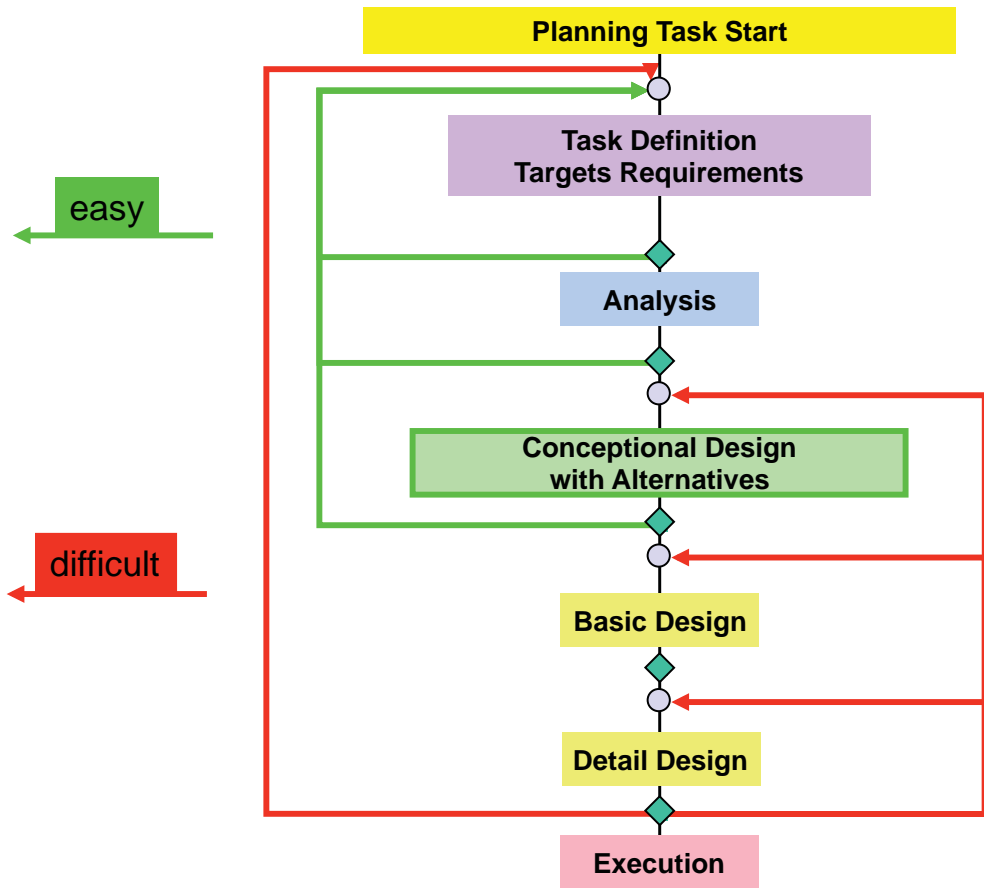 Planning Task Start
Task Definition
Targets Requirements
easy
Analysis
Conceptional Design
with Alternatives
difficult
Basic Design
Detail Design
Execution